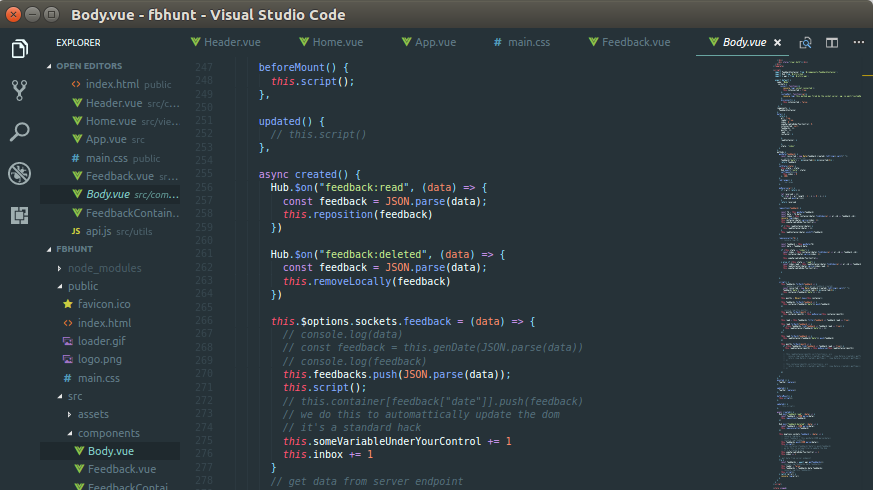 Body.vue - fbhunt - Visual Studio Code
EXPLORER
OPEN EDITORS
index.html public
Header.vue src/c...
Home.vue src/vie...
App.vue src
# main.css public
Feedback.vue src...
Body.vue src/com...
FeedbackContain...
JS api.js src/utils
FBHUNT
node_modules
public
favicon.ico
<> index.html
loader.gif
logo.png
# main.css
src
assets
components
Body.vue
Feedback.vue
FeedbackContai...
Header.vue
Home.vue
App.vue
# main.css
Feedback.vue
Body.vue ×
247 beforeMount() {
248 this.script();
249 },
250
251 updated() {
252 // this.script()
253 },
254
255 async created() {
256 Hub.$on("feedback:read", (data) => {
257 const feedback = JSON.parse(data);
258 this.reposition(feedback)
259 })
260
261 Hub.$on("feedback:deleted", (data) => {
262 const feedback = JSON.parse(data);
263 this.removeLocally(feedback)
264 })
265
266 this.$options.sockets.feedback = (data) => {
267 // console.log(data)
268 // const feedback = this.genDate(JSON.parse(data))
269 // console.log(feedback)
270 this.feedbacks.push(JSON.parse(data));
271 this.script();
272 // this.container[feedback["date"]].push(feedback)
273 // we do this to automattically update the dom
274 // it's a standard hack
275 this.someVariableUnderYourControl += 1
276 this.inbox += 1
277 }
278 // get data from server endpoint